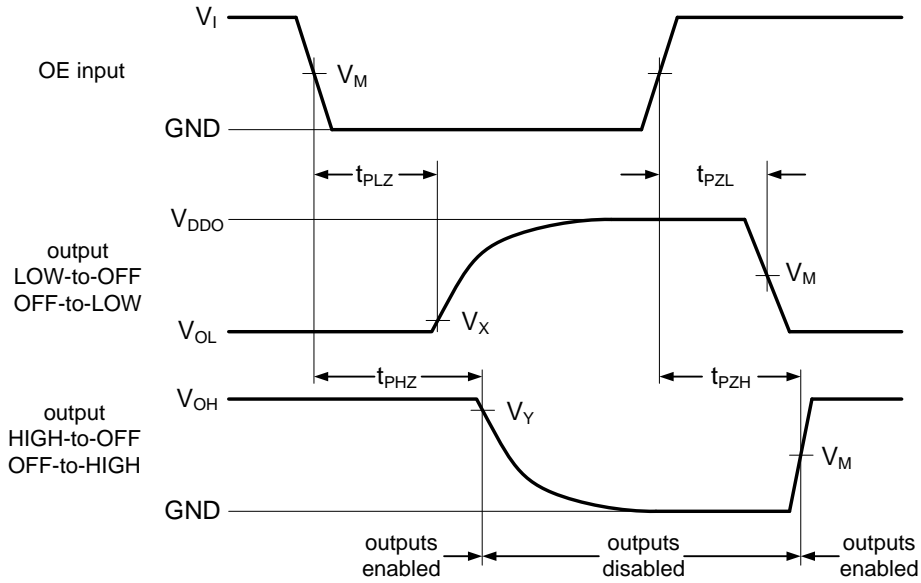 V_I
OE input
V_M
GND
t_PLZ
t_PZL
V_DDO
output
LOW-to-OFF
OFF-to-LOW
V_M
V_X
V_OL
t_PHZ
t_PZH
V_OH
output
HIGH-to-OFF
OFF-to-HIGH
V_Y
V_M
GND
outputs
enabled
outputs
disabled
outputs
enabled